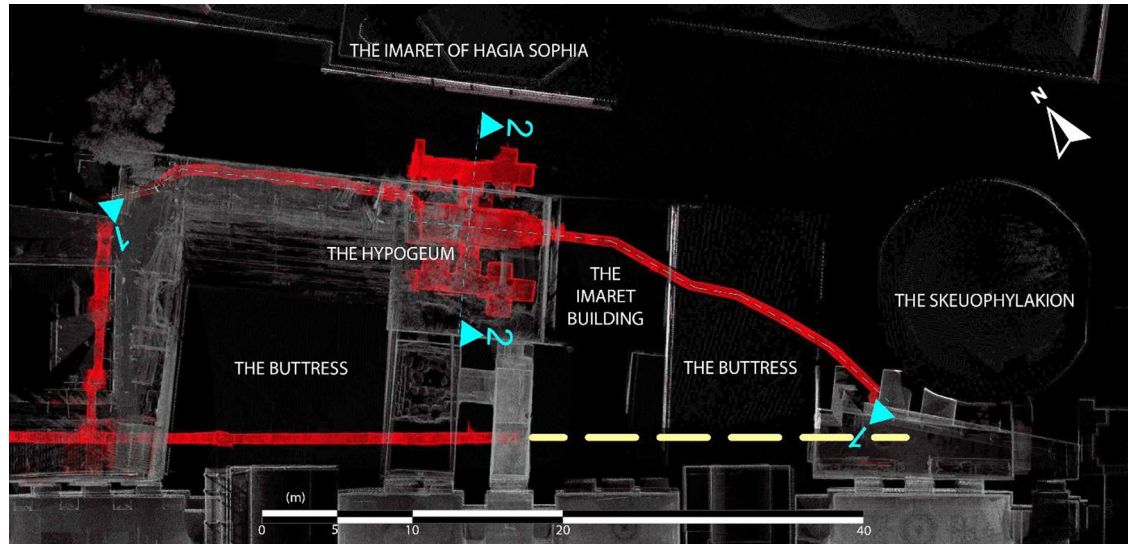 THE IMARET OF HAGIA SOPHIA
N
2
1
THE HYPOGEUM
THE
IMARET
BUILDING
THE SKEUOPHYLAKION
2
THE BUTTRESS
THE BUTTRESS
1
(m)
0 5 10 20 40